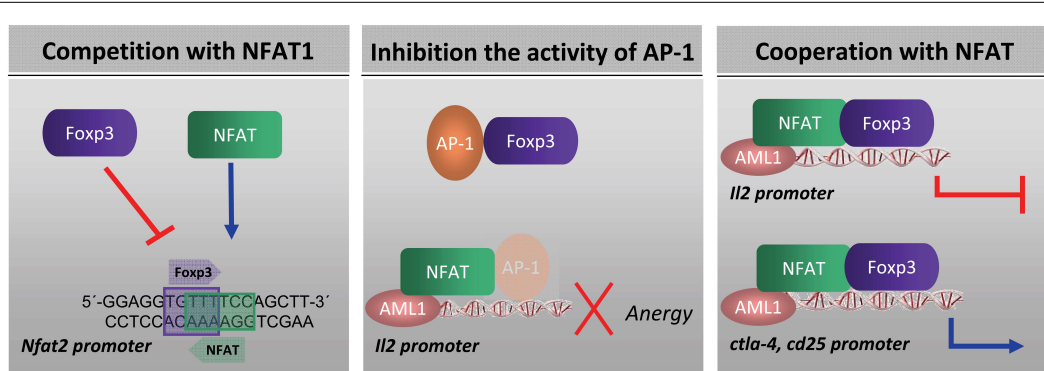 Competition with NFAT1
Foxp3
NFAT
Foxp3
5´-GGAGGTGTTTTCCAGCTT-3´
CCTCCACAAAAGGTCGAA
Nfat2 promoter
NFAT
Inhibition the activity of AP-1
AP-1
Foxp3
NFAT
AP-1
AML1
Anergy
Il2 promoter
Cooperation with NFAT
NFAT
Foxp3
AML1
Il2 promoter
NFAT
Foxp3
AML1
ctla-4, cd25 promoter